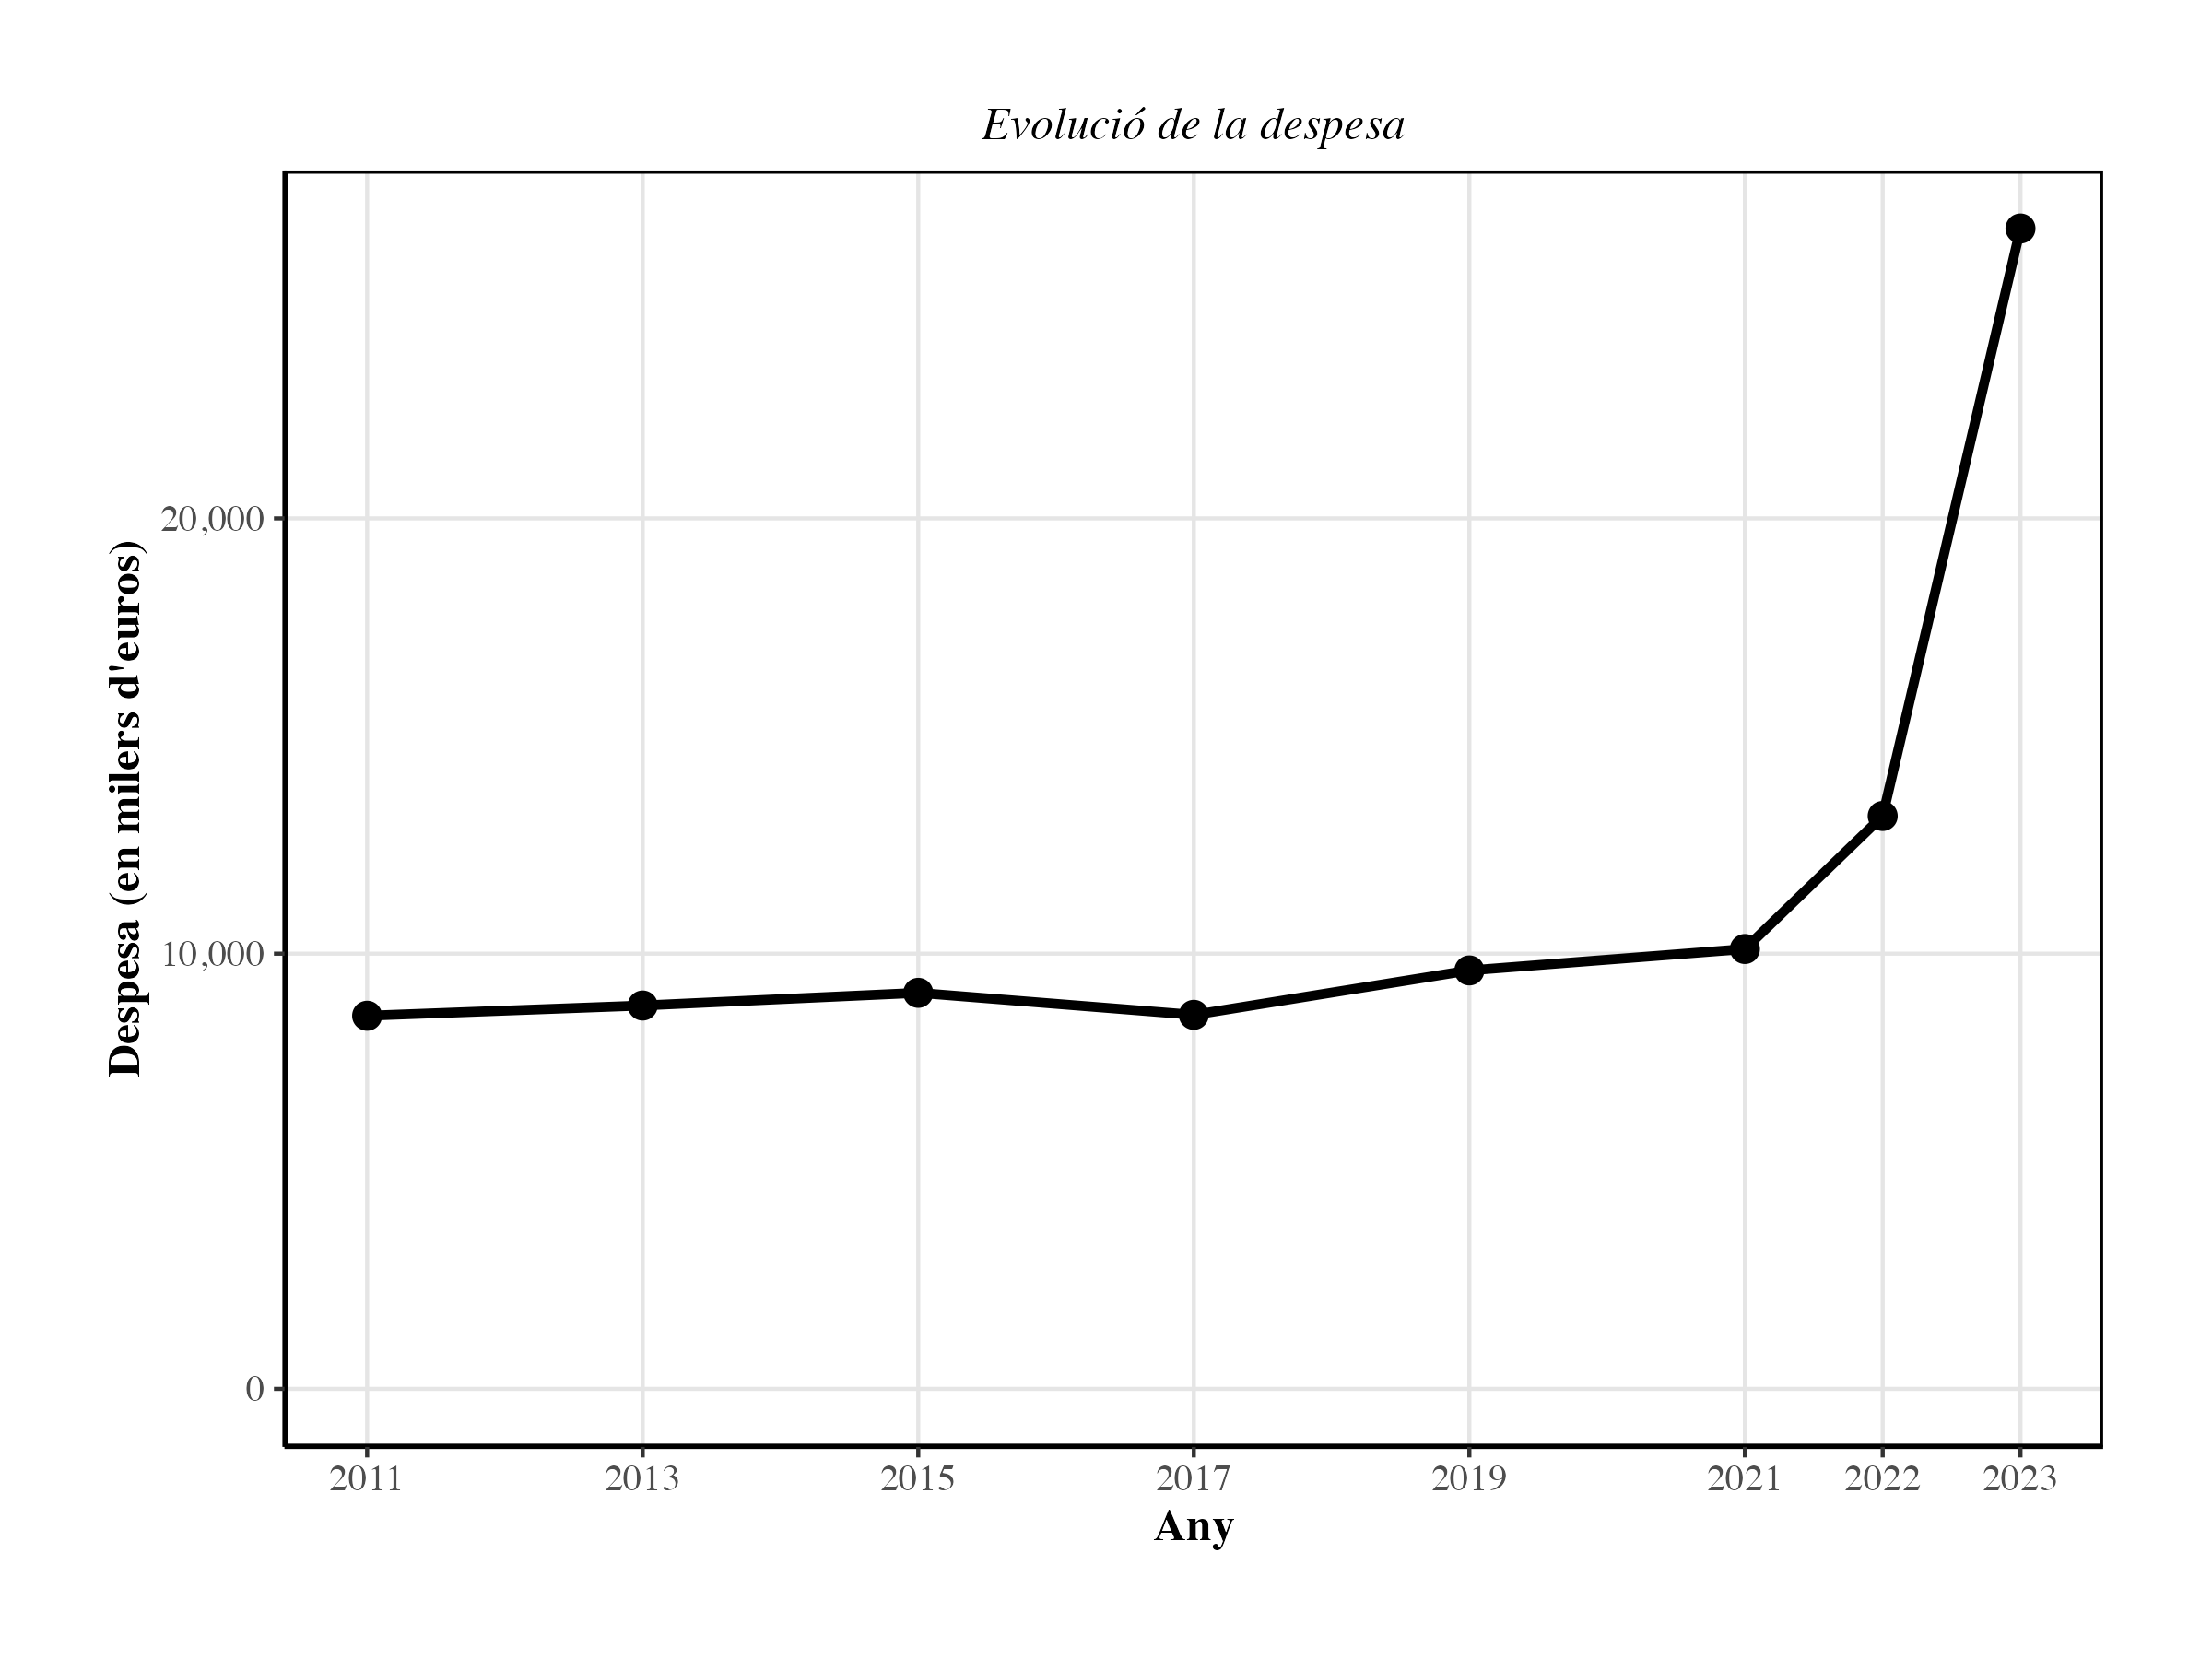 Evolució de la despesa
Despesa (en milers d'euros)
20,000
10,000
0
2011 2013 2015 2017 2019 2021 2022 2023
Any